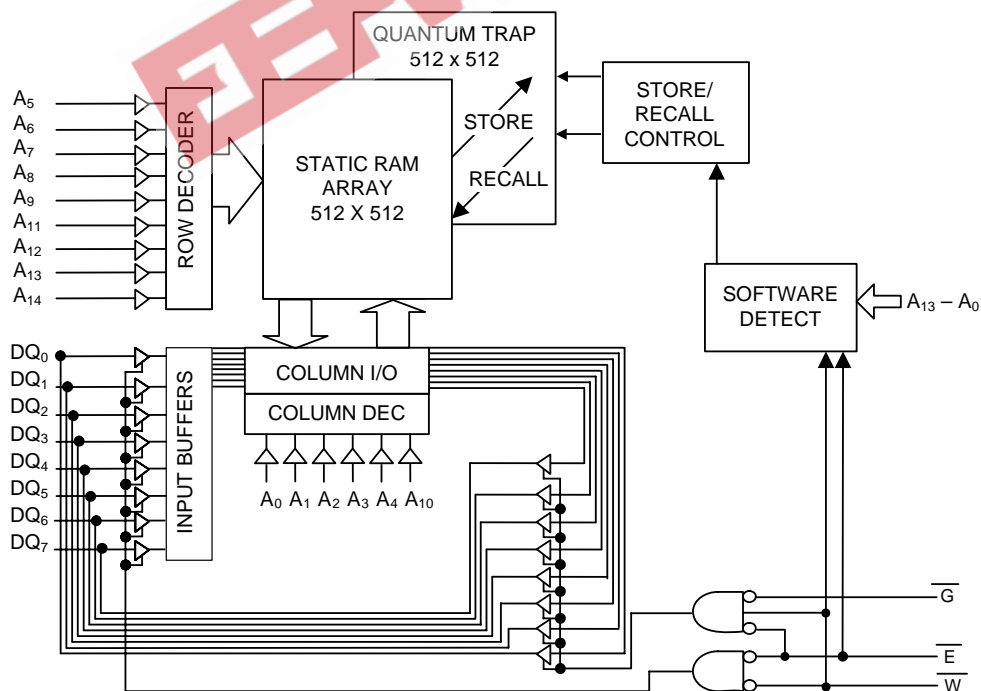 QUANTUM TRAP
512 x 512
STORE/
RECALL
CONTROL
A5
A6
A7
A8
A9
A11
A12
A13
A14
ROW DECODER
STATIC RAM
ARRAY
512 X 512
STORE
RECALL
SOFTWARE
DETECT
A13 – A0
DQ0
DQ1
DQ2
DQ3
DQ4
DQ5
DQ6
DQ7
INPUT BUFFERS
COLUMN I/O
COLUMN DEC
A0 A1 A2 A3 A4 A10
G
E
W